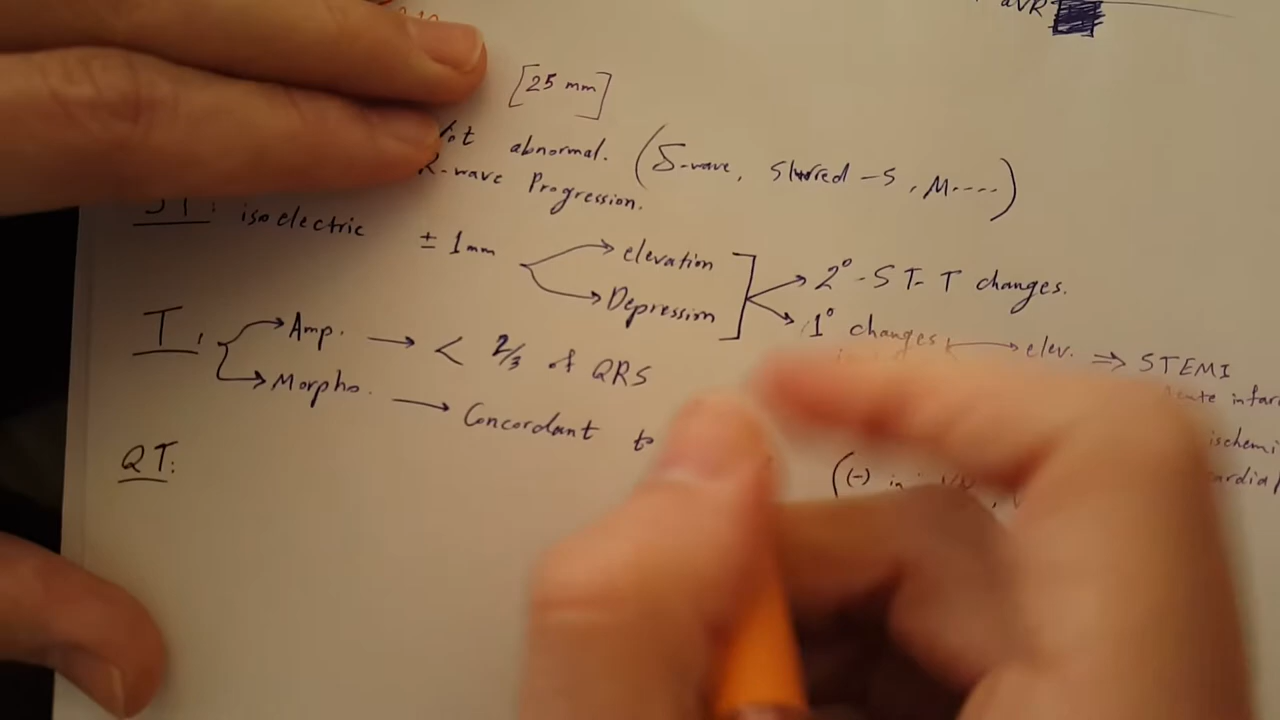 aVR
[25 mm]
abnormal. (δ-wave, Slurred -S, M....)
R-wave Progression.
ST: isoelectric ± 1mm → elevation
→ Depression
→ 2° -ST-T changes.
→ 1° changes → elev. ⇒ STEMI
T: → Amp. → < 2/3 of QRS
→ Morpho. → Concordant to
((-) in
QT: